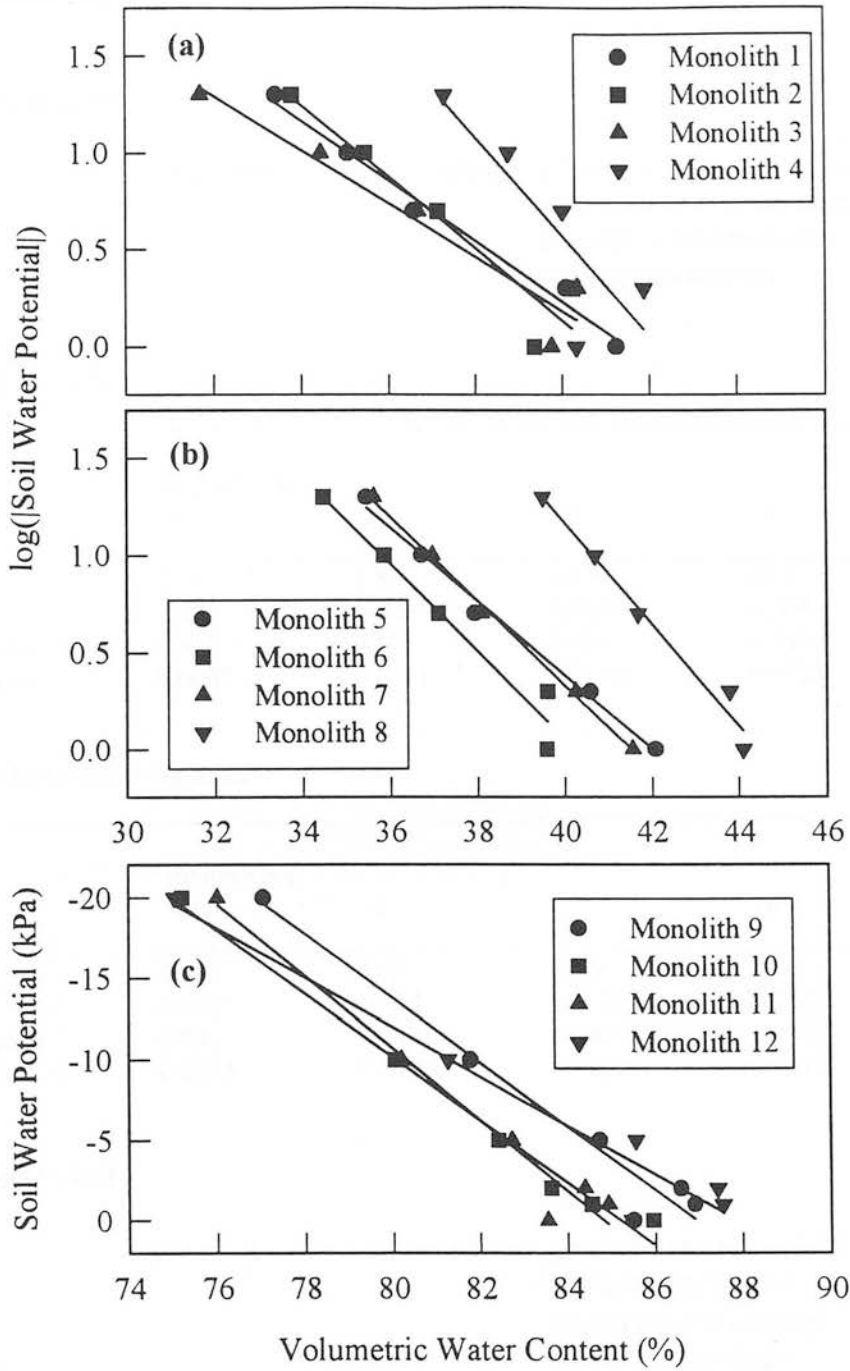 (a)
Monolith 1
Monolith 2
Monolith 3
Monolith 4
1.5
1.0
0.5
0.0
log(|Soil Water Potential|)
(b)
Monolith 5
Monolith 6
Monolith 7
Monolith 8
1.5
1.0
0.5
0.0
30 32 34 36 38 40 42 44 46
(c)
Monolith 9
Monolith 10
Monolith 11
Monolith 12
-20
-15
-10
-5
0
Soil Water Potential (kPa)
74 78 80 82 84 86 88 90
Volumetric Water Content (%)